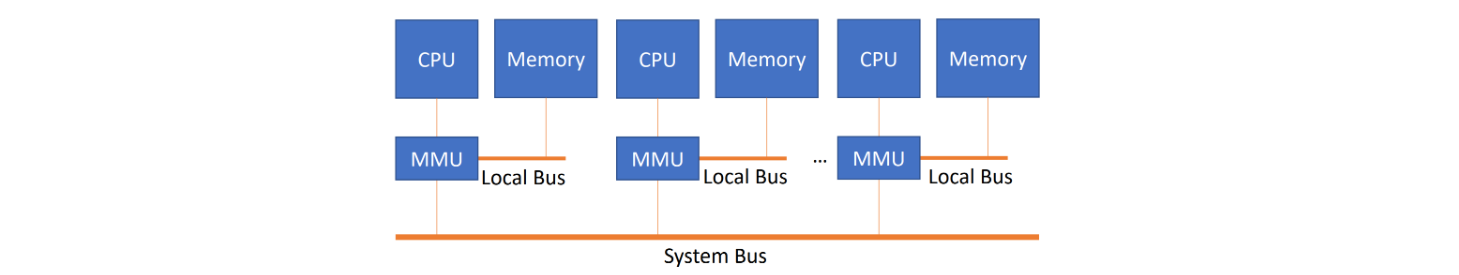 CPU Memory CPU Memory CPU Memory
MMU MMU ... MMU
Local Bus Local Bus Local Bus
System Bus